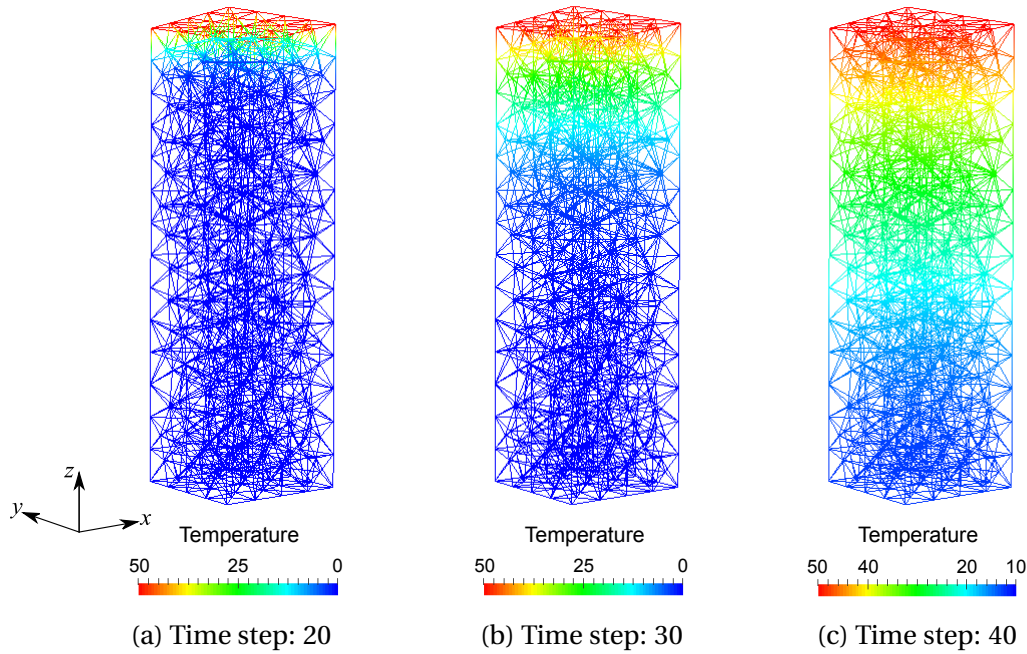 z
y
x
Temperature
50 25 0
(a) Time step: 20
Temperature
50 25 0
(b) Time step: 30
Temperature
50 40 20 10
(c) Time step: 40